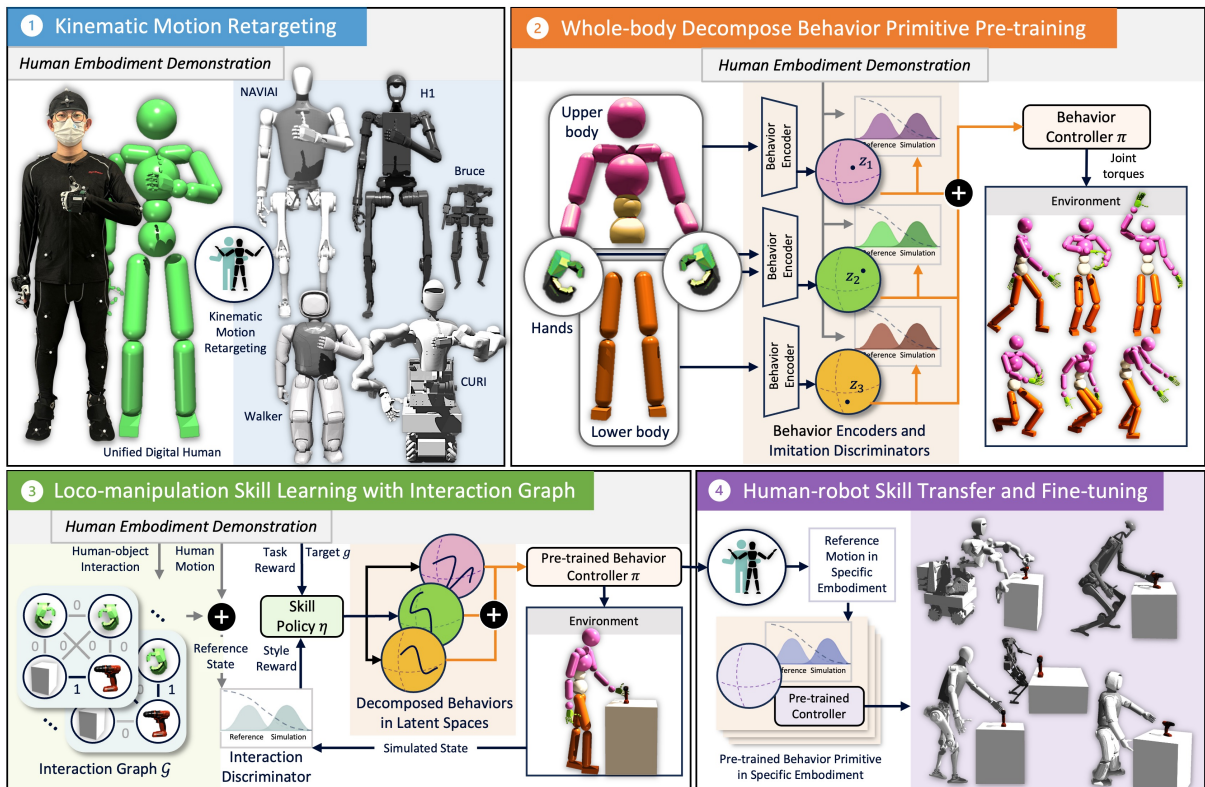 1 Kinematic Motion Retargeting
Human Embodiment Demonstration
NAVIAI
H1
Bruce
Kinematic
Motion
Retargeting
Walker
CURI
Unified Digital Human
2 Whole-body Decompose Behavior Primitive Pre-training
Human Embodiment Demonstration
Upper
body
Hands
Lower body
Behavior
Encoder
Behavior
Encoder
Behavior
Encoder
z1
z2
z3
eference Simulation
eference Simulation
eference Simulation
+
Behavior Encoders and
Imitation Discriminators
Behavior
Controller π
Joint
torques
Environment
3 Loco-manipulation Skill Learning with Interaction Graph
Human Embodiment Demonstration
Human-object
Interaction
Human
Motion
Task
Reward
Target g
0
0
0
0
0
1
1
0
+
Reference
State
Skill
Policy η
Style
Reward
Reference Simulation
Interaction
Discriminator
Interaction Graph 𝒢
+
Decomposed Behaviors
in Latent Spaces
Simulated State
Pre-trained Behavior
Controller π
Environment
4 Human-robot Skill Transfer and Fine-tuning
Reference
Motion in
Specific
Embodiment
eference Simulation
Pre-trained
Controller
Pre-trained Behavior Primitive
in Specific Embodiment